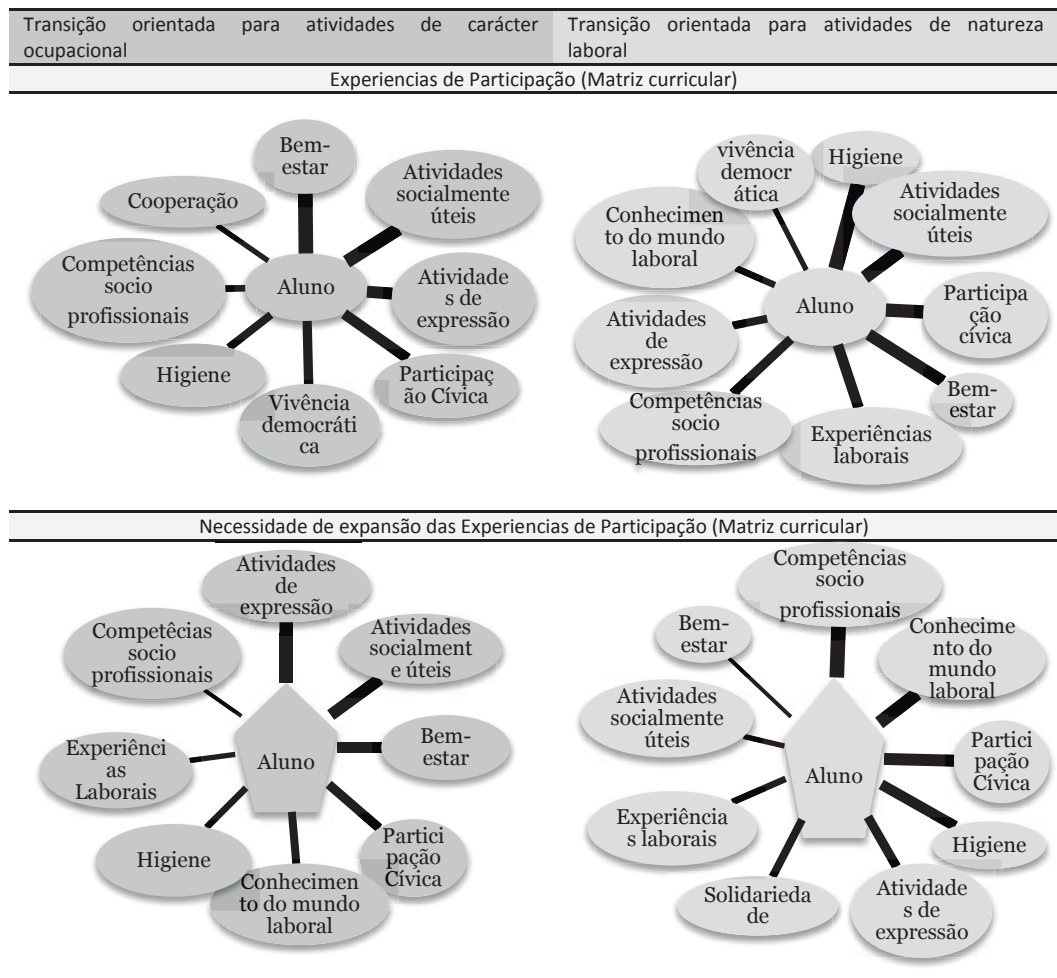 Transição orientada para atividades de carácter
ocupacional
Transição orientada para atividades de natureza
laboral
Experiencias de Participação (Matriz curricular)
Bem-
estar
Atividades
socialmente
úteis
Atividade
s de
expressão
Participaç
ão Cívica
Vivência
democráti
ca
Higiene
Competências
socio
profissionais
Cooperação
Aluno
vivência
democr
ática
Higiene
Atividades
socialmente
úteis
Participa
ção
cívica
Bem-
estar
Experiências
laborais
Competências
socio
profissionais
Atividades
de
expressão
Conhecimen
to do mundo
laboral
Aluno
Necessidade de expansão das Experiencias de Participação (Matriz curricular)
Atividades
de
expressão
Atividades
socialment
e úteis
Bem-
estar
Partici
pação
Cívica
Conhecimen
to do mundo
laboral
Higiene
Experiênci
as
Laborais
Competêcias
socio
profissionais
Aluno
Competências
socio
profissionais
Conhecime
nto do
mundo
laboral
Partici
pação
Cívica
Higiene
Atividade
s de
expressão
Solidarieda
de
Experiência
s laborais
Atividades
socialmente
úteis
Bem-
estar
Aluno